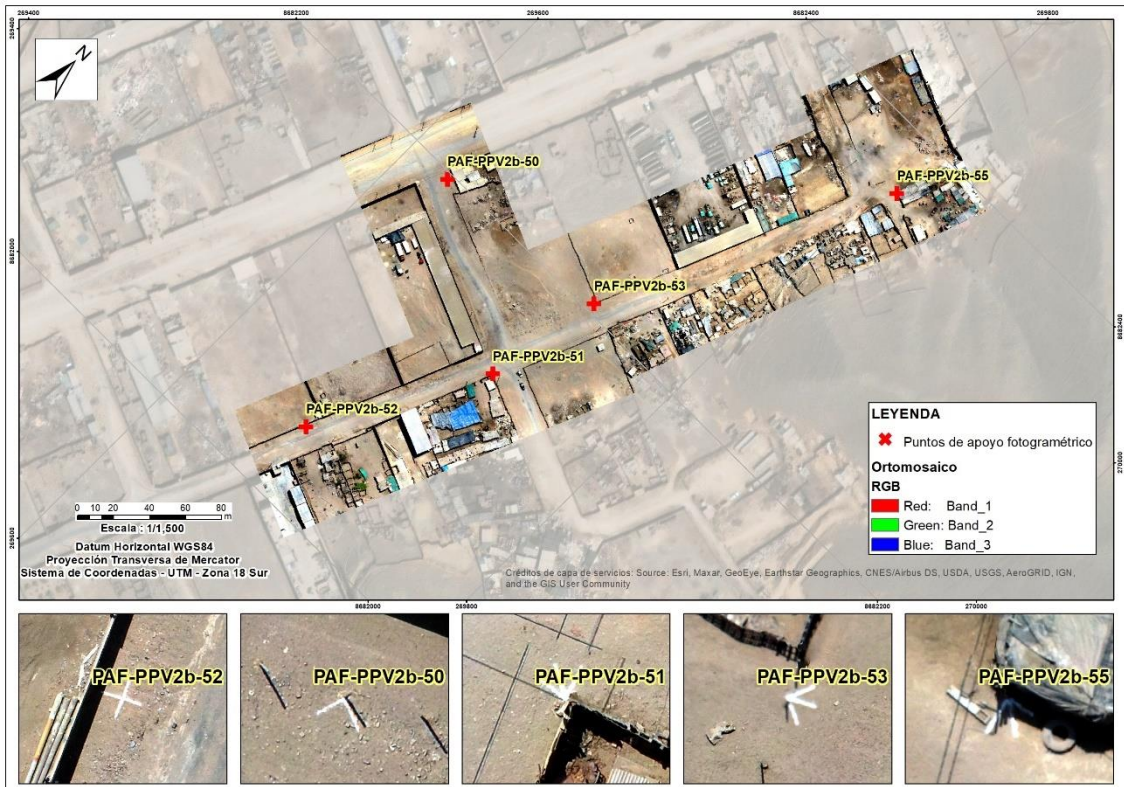 269400
8682200
269600
8682400
269800
269400
N
PAF-PPV2b-50
PAF-PPV2b-55
8682000
PAF-PPV2b-53
8682400
PAF-PPV2b-51
PAF-PPV2b-52
LEYENDA
Puntos de apoyo fotogramétrico
Ortomosaico
RGB
Red: Band_1
Green: Band_2
Blue: Band_3
270000
0 10 20 40 60 80
m
Escala : 1/1,500
Datum Horizontal WGS84
Proyección Transversa de Mercator
Sistema de Coordenadas - UTM - Zona 18 Sur
269600
Créditos de capa de servicios: Source: Esri, Maxar, GeoEye, Earthstar Geographics, CNES/Airbus DS, USDA, USGS, AeroGRID, IGN,
and the GIS User Community
8682000
269800
8682200
270000
PAF-PPV2b-52
PAF-PPV2b-50
PAF-PPV2b-51
PAF-PPV2b-53
PAF-PPV2b-55